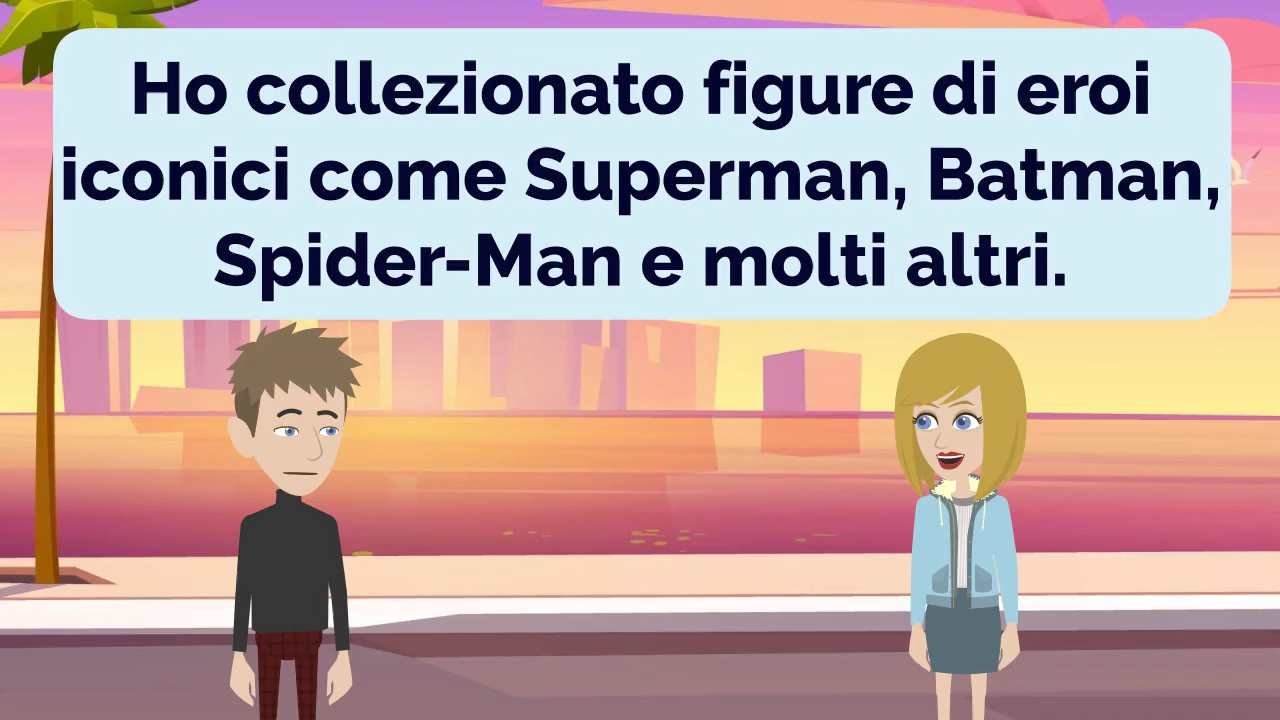 Ho collezionato figure di eroi
iconici come Superman, Batman,
Spider-Man e molti altri.